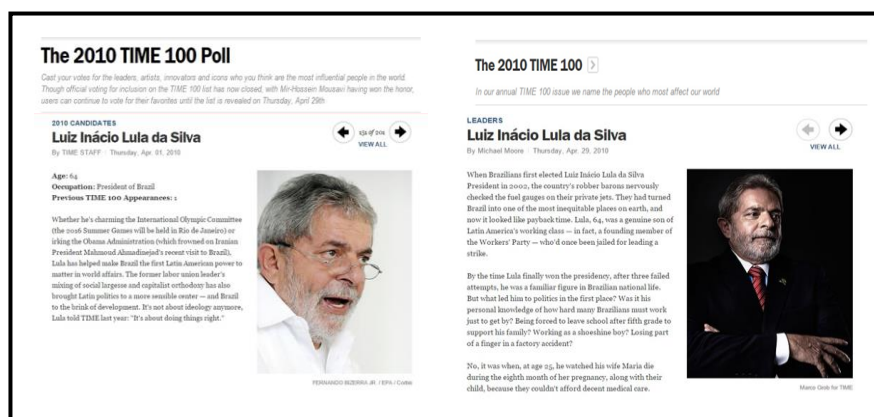 The 2010 TIME 100 Poll
Cast your votes for the leaders, artists, innovators and icons who you think are the most influential people in the world.
Though official voting for inclusion on the TIME 100 list has now closed, with Mir-Hossein Mousavi having won the honor,
users can continue to vote for their favorites until the list is revealed on Thursday, April 29th
2010 CANDIDATES
Luiz Inácio Lula da Silva
By TIME STAFF | Thursday, Apr. 01, 2010
151 of 201
VIEW ALL
Age: 64
Occupation: President of Brazil
Previous TIME 100 Appearances: 1
Whether he's charming the International Olympic Committee
(the 2016 Summer Games will be held in Rio de Janeiro) or
irking the Obama Administration (which frowned on Iranian
President Mahmoud Ahmadinejad's recent visit to Brazil),
Lula has helped make Brazil the first Latin American power to
matter in world affairs. The former labor union leader's
mixing of social largesse and capitalist orthodoxy has also
brought Latin politics to a more sensible center — and Brazil
to the brink of development. It's not about ideology anymore,
Lula told TIME last year: "It's about doing things right."
FERNANDO BIZERRA JR. / EPA / Corbis
The 2010 TIME 100
In our annual TIME 100 issue we name the people who most affect our world
LEADERS
Luiz Inácio Lula da Silva
By Michael Moore | Thursday, Apr. 29, 2010
VIEW ALL
When Brazilians first elected Luiz Inácio Lula da Silva
President in 2002, the country's robber barons nervously
checked the fuel gauges on their private jets. They had turned
Brazil into one of the most inequitable places on earth, and
now it looked like payback time. Lula, 64, was a genuine son of
Latin America's working class — in fact, a founding member of
the Workers' Party — who'd once been jailed for leading a
strike.
By the time Lula finally won the presidency, after three failed
attempts, he was a familiar figure in Brazilian national life.
But what led him to politics in the first place? Was it his
personal knowledge of how hard many Brazilians must work
just to get by? Being forced to leave school after fifth grade to
support his family? Working as a shoeshine boy? Losing part
of a finger in a factory accident?
No, it was when, at age 25, he watched his wife Maria die
during the eighth month of her pregnancy, along with their
child, because they couldn't afford decent medical care.
for TIME